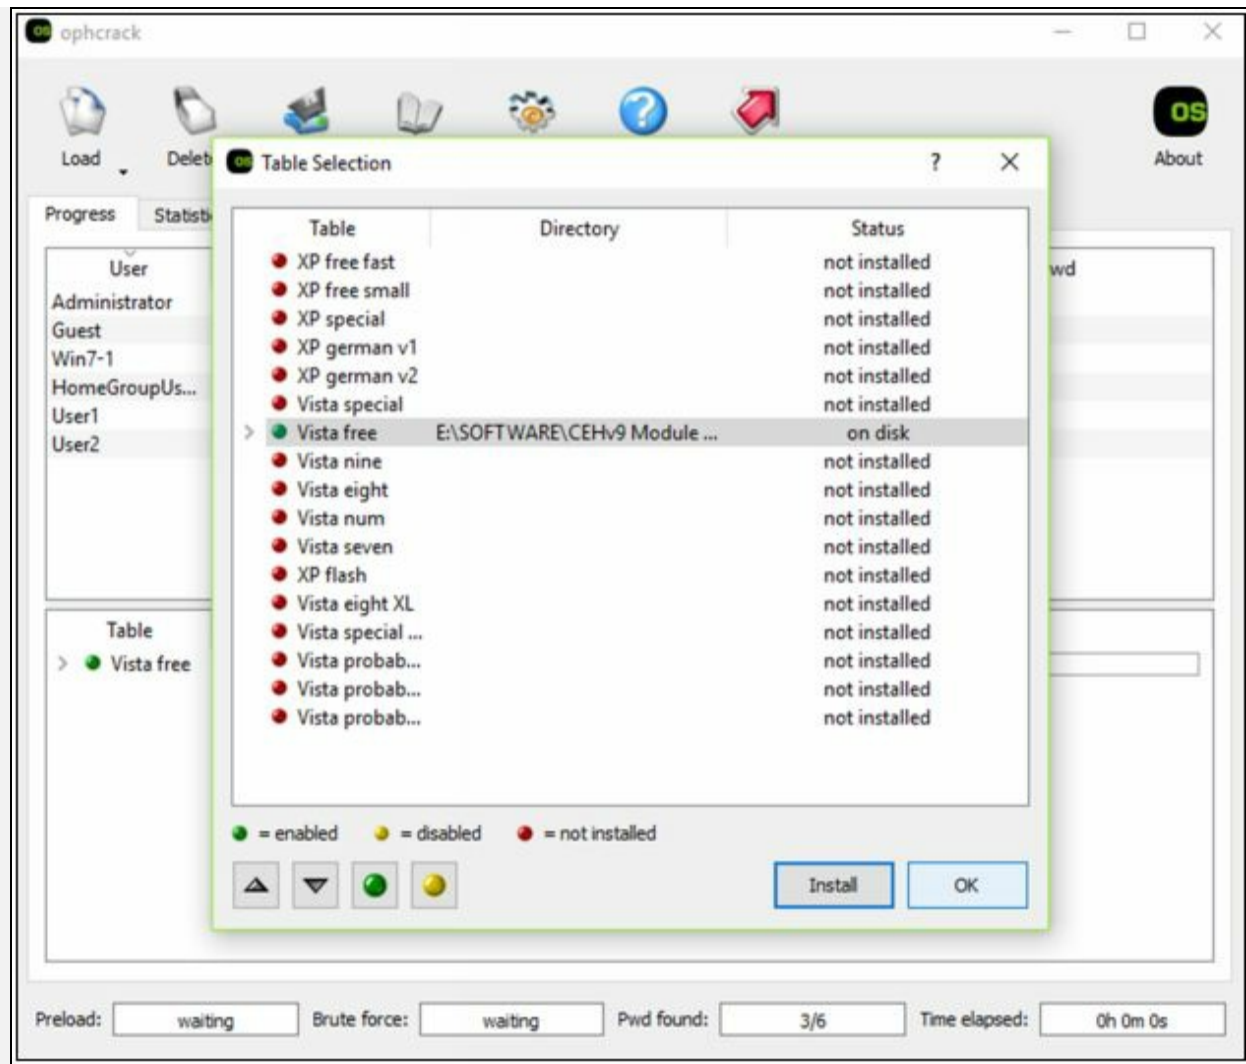 OS ophcrack
Load Delet
OS
About
OS Table Selection ?
Progress Statisti
Table Directory Status
User wd
XP free fast not installed
Administrator XP free small not installed
Guest XP special not installed
Win7-1 XP german v1 not installed
HomeGroupUs... XP german v2 not installed
User1 Vista special not installed
User2 Vista free E:\SOFTWARE\CEHv9 Module ... on disk
Vista nine not installed
Vista eight not installed
Vista num not installed
Vista seven not installed
XP flash not installed
Vista eight XL not installed
Table Vista special ... not installed
Vista free Vista probab... not installed
Vista probab... not installed
Vista probab... not installed
= enabled = disabled = not installed
Install OK
Preload: waiting Brute force: waiting Pwd found: 3/6 Time elapsed: 0h 0m 0s